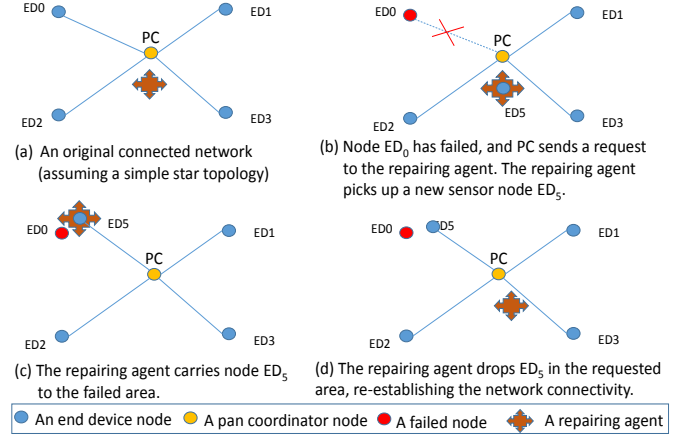 ED0
ED1
PC
ED2
ED3
(a) An original connected network
(assuming a simple star topology)
ED0
ED1
PC
ED5
ED2
ED3
(b) Node ED0 has failed, and PC sends a request
to the repairing agent. The repairing agent
picks up a new sensor node ED5.
ED0
ED5
ED1
PC
ED2
ED3
(c) The repairing agent carries node ED5
to the failed area.
ED0
ED5
ED1
PC
ED2
ED3
(d) The repairing agent drops ED5 in the requested
area, re-establishing the network connectivity.
An end device node A pan coordinator node A failed node A repairing agent